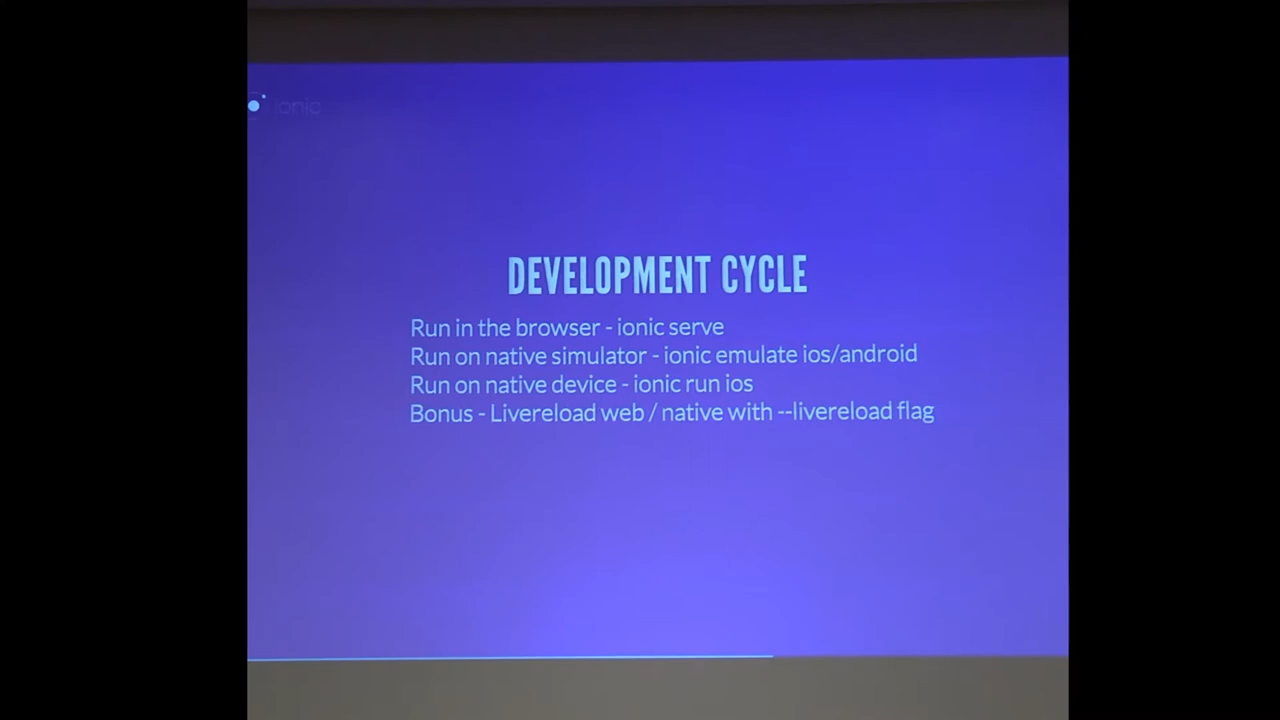 ionic
DEVELOPMENT CYCLE
Run in the browser - ionic serve
Run on native simulator - ionic emulate ios/android
Run on native device - ionic run ios
Bonus - Livereload web / native with --livereload flag